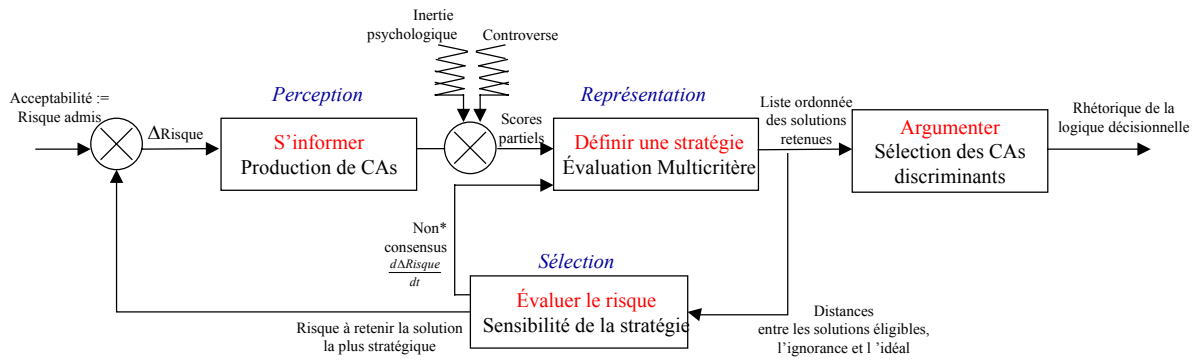 Inertie
psychologique
Controverse
Acceptabilité :=
Risque admis
ΔRisque
Perception
S'informer
Production de CAs
Scores
partiels
Représentation
Définir une stratégie
Évaluation Multicritère
Liste ordonnée
des solutions
retenues
Argumenter
Sélection des CAs
discriminants
Rhétorique de la
logique décisionnelle
Non*
consensus
dΔRisque
dt
Sélection
Évaluer le risque
Sensibilité de la stratégie
Risque à retenir la solution
la plus stratégique
Distances
entre les solutions éligibles,
l'ignorance et l 'idéal